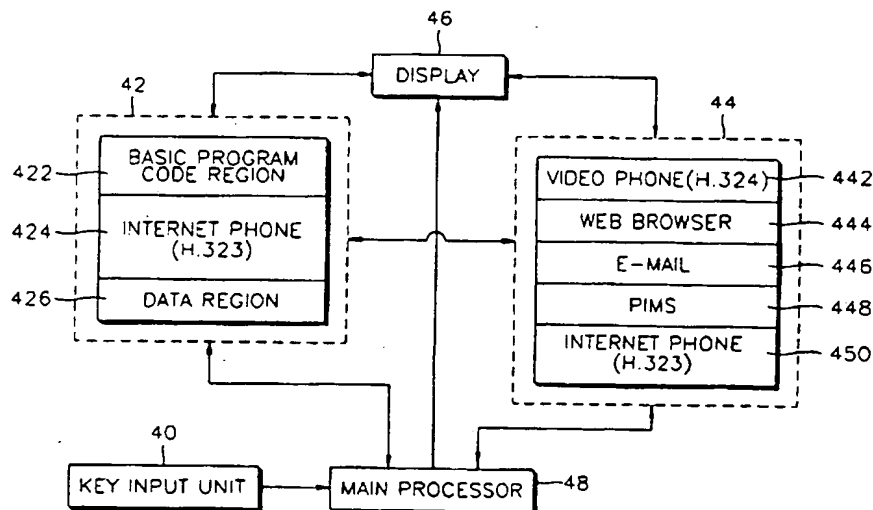 46
DISPLAY
42
44
422
BASIC PROGRAM
CODE REGION
424
INTERNET PHONE
(H.323)
426
DATA REGION
VIDEO PHONE(H.324)
442
WEB BROWSER
444
E-MAIL
446
PIMS
448
INTERNET PHONE
(H.323)
450
40
KEY INPUT UNIT
MAIN PROCESSOR
48